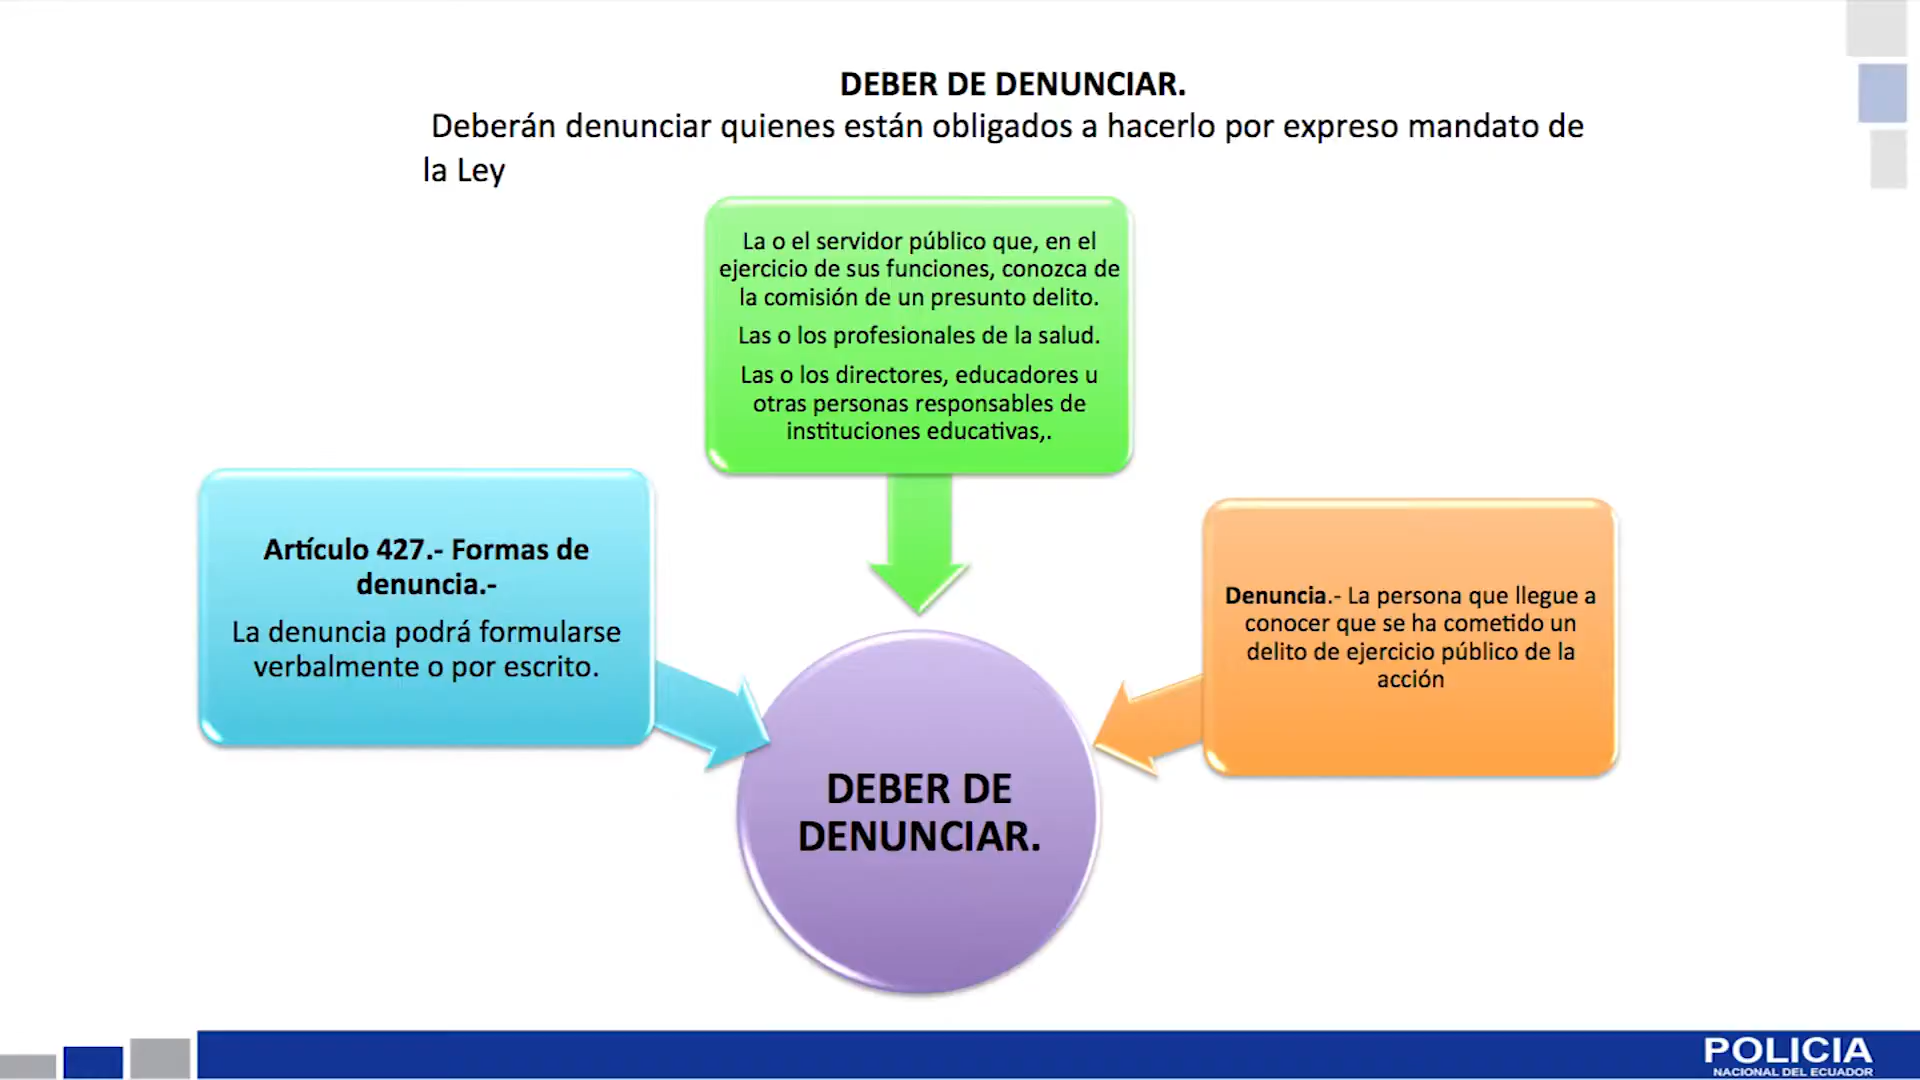 DEBER DE DENUNCIAR.
Deberán denunciar quienes están obligados a hacerlo por expreso mandato de
la Ley
La o el servidor público que, en el
ejercicio de sus funciones, conozca de
la comisión de un presunto delito.
Las o los profesionales de la salud.
Las o los directores, educadores u
otras personas responsables de
instituciones educativas,.
Artículo 427.- Formas de
denuncia.-
La denuncia podrá formularse
verbalmente o por escrito.
Denuncia.- La persona que llegue a
conocer que se ha cometido un
delito de ejercicio público de la
acción
DEBER DE
DENUNCIAR.
POLICIA
NACIONAL DEL ECUADOR